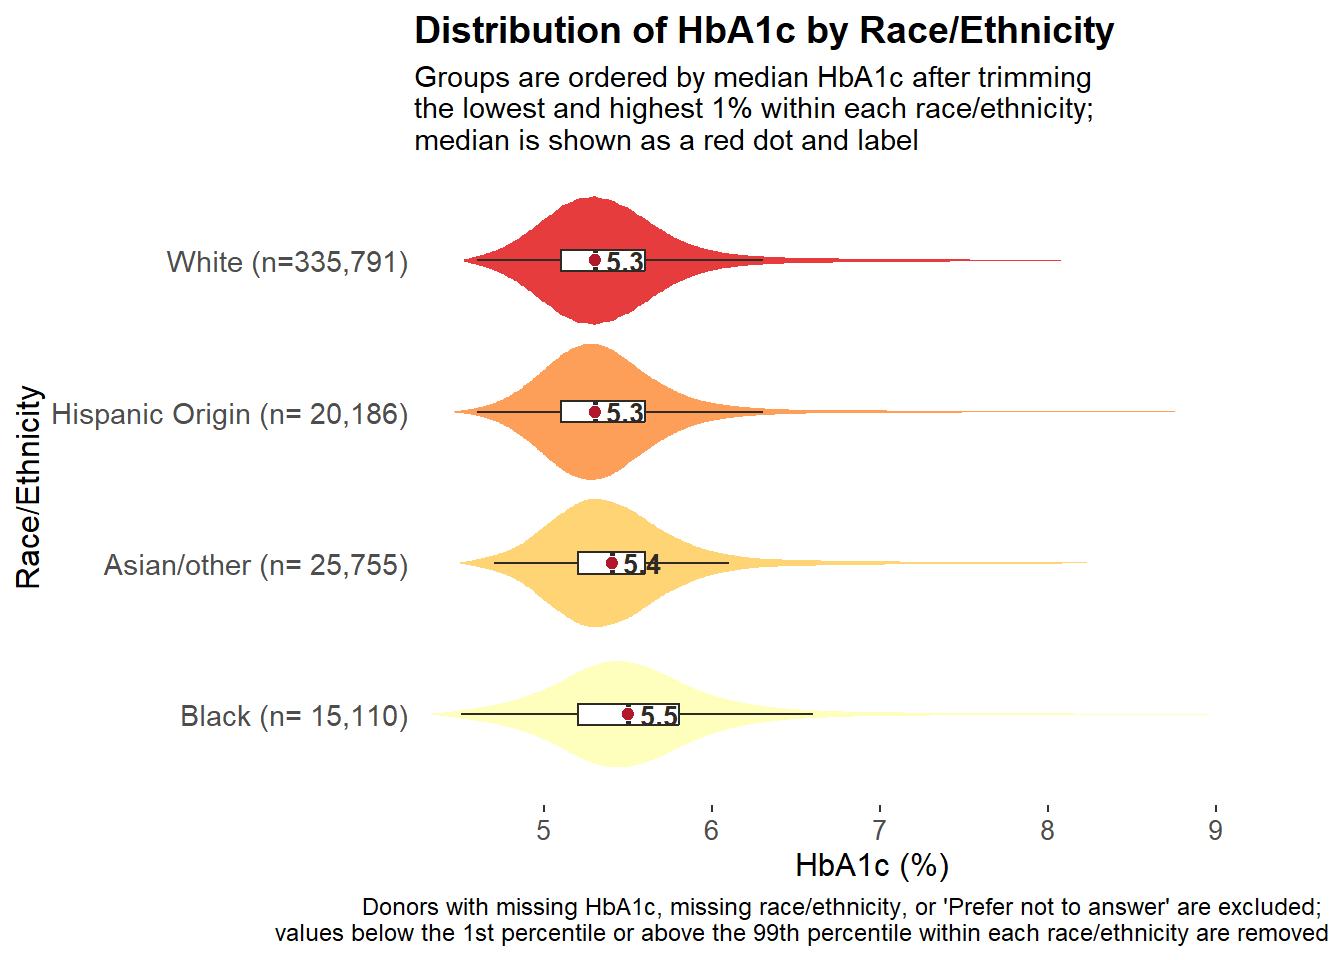 Distribution of HbA1c by Race/Ethnicity
Groups are ordered by median HbA1c after trimming
the lowest and highest 1% within each race/ethnicity;
median is shown as a red dot and label
Race/Ethnicity
White (n=335,791)
5.3
Hispanic Origin (n= 20,186)
5.3
Asian/other (n= 25,755)
5.4
Black (n= 15,110)
5.5
5 6 7 8 9
HbA1c (%)
Donors with missing HbA1c, missing race/ethnicity, or 'Prefer not to answer' are excluded;
values below the 1st percentile or above the 99th percentile within each race/ethnicity are removed